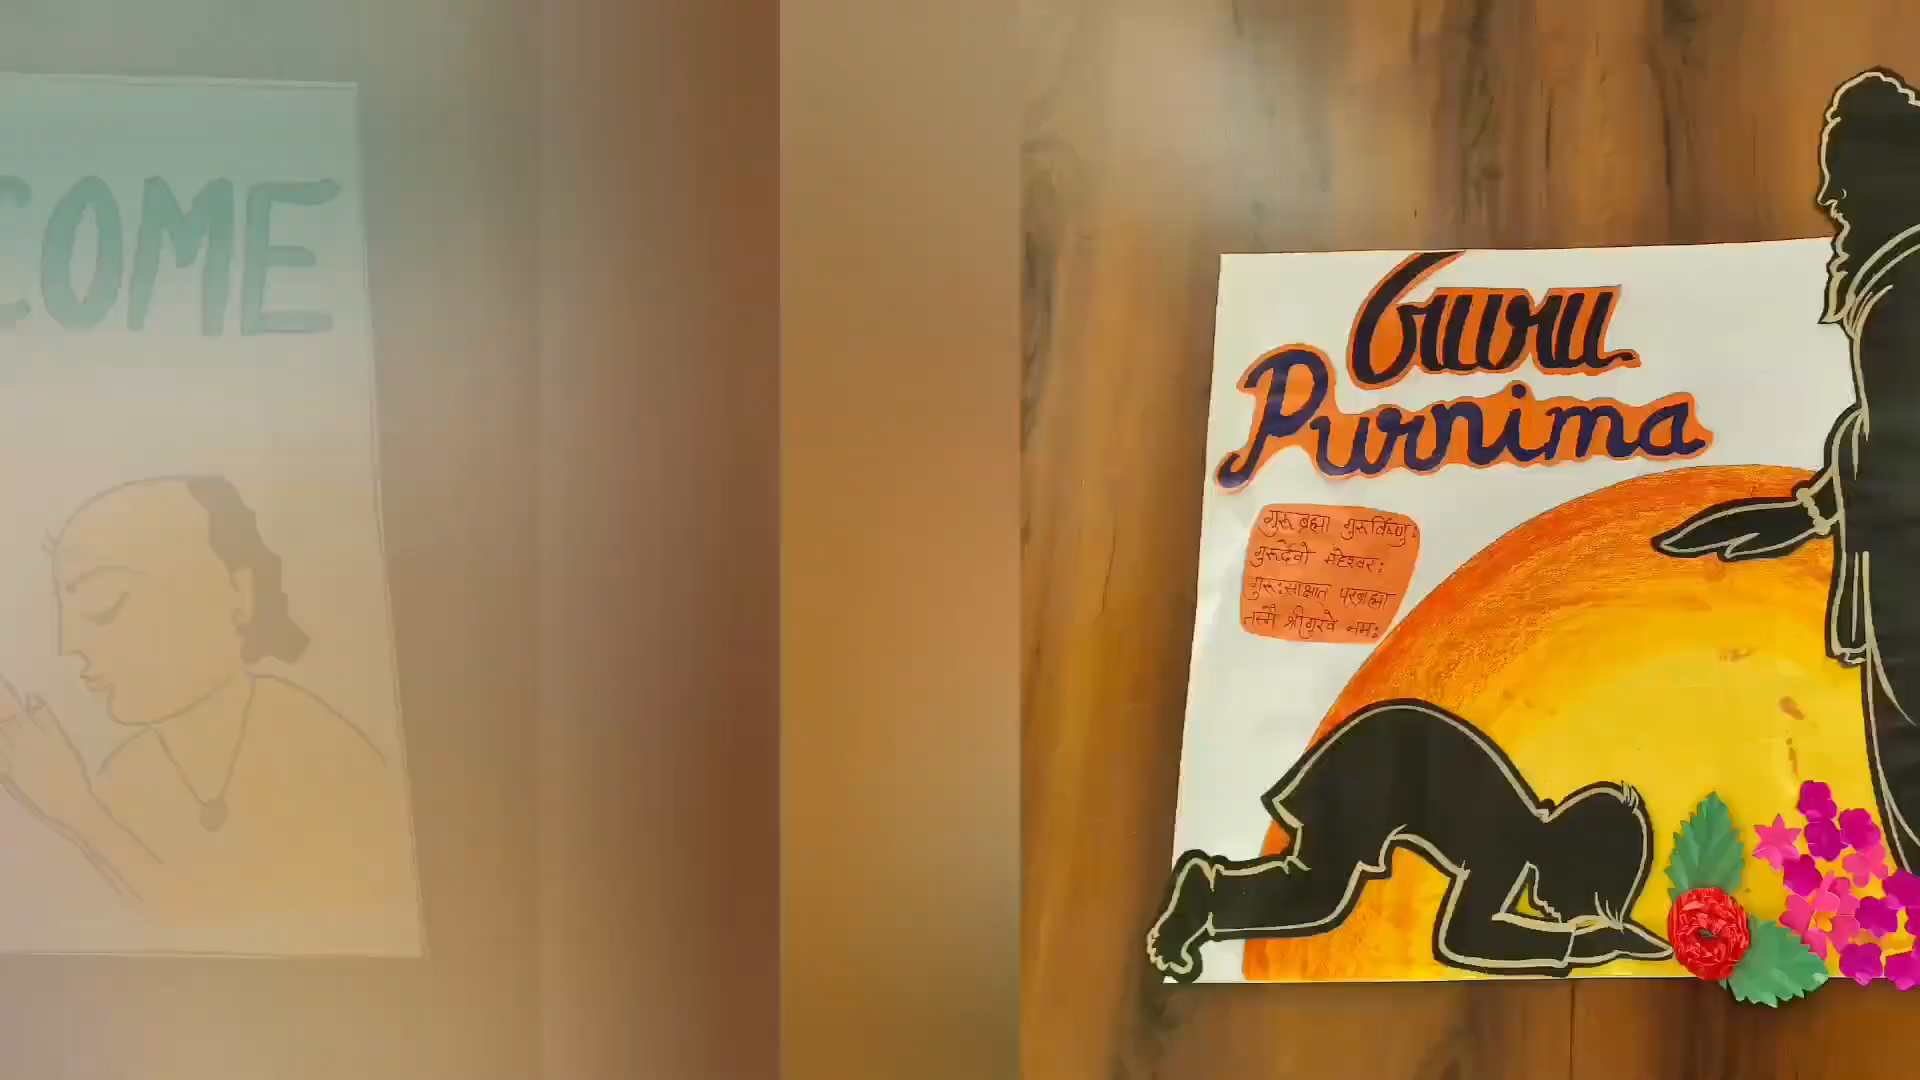 COME
Guru
Purnima
गुरू ब्रह्मा गुरूर्विष्णु:
गुरूर्देवो महेश्वर:
गुरू:साक्षात् परब्रह्मा
तस्मै श्रीगुरवे नम: